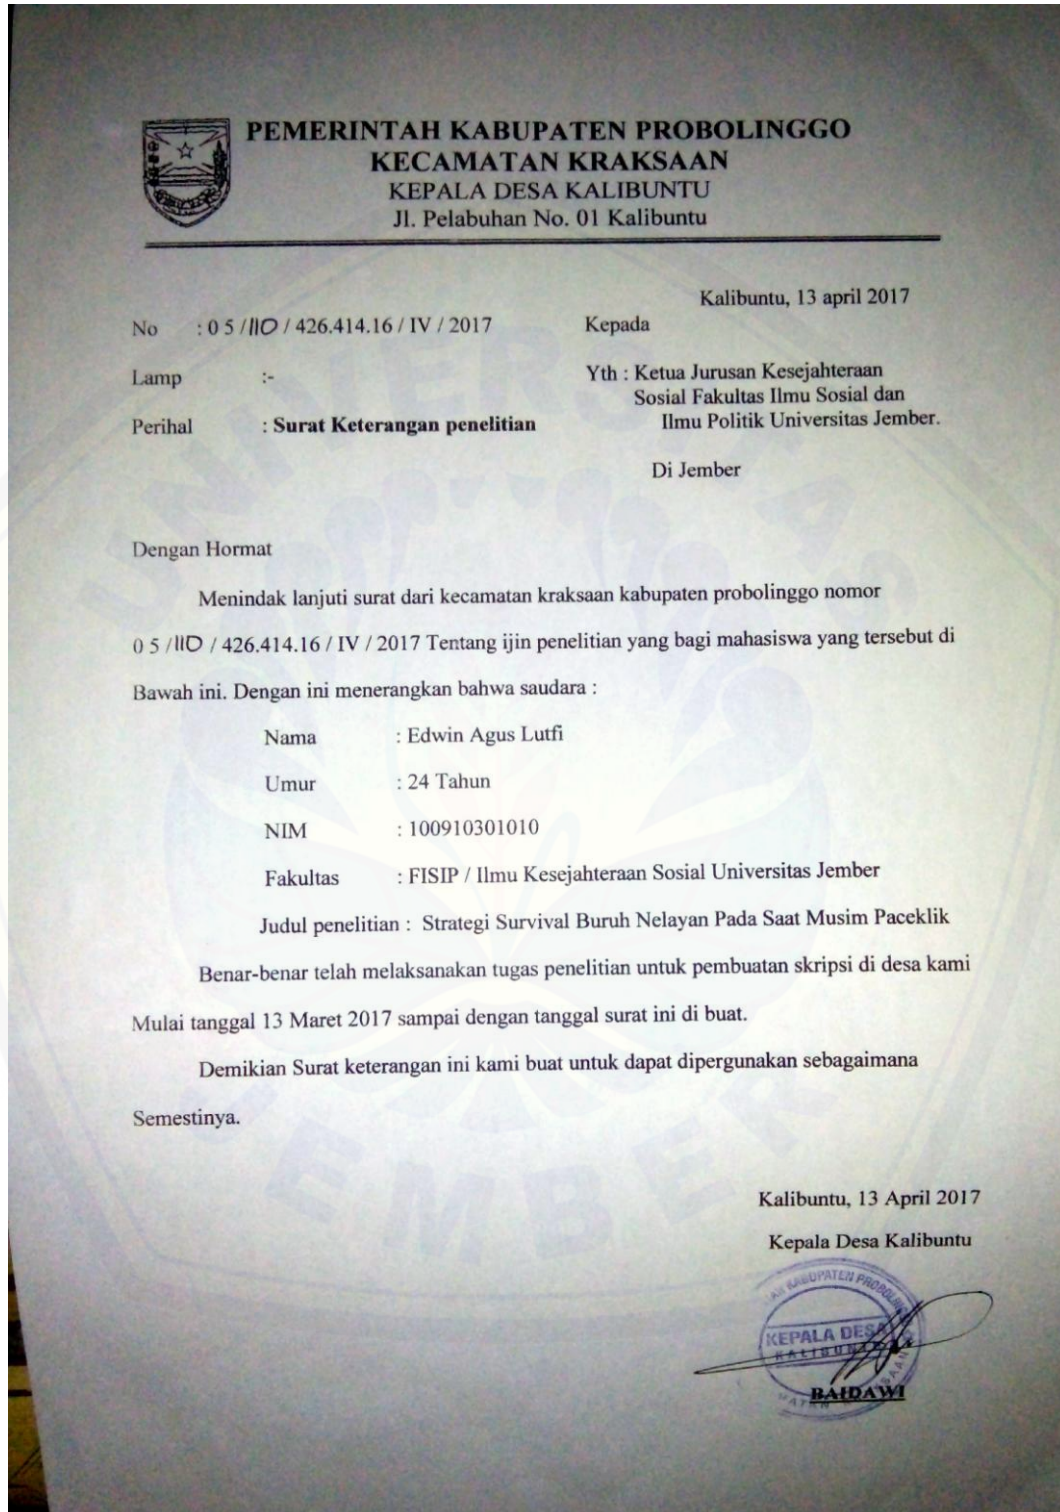 PEMERINTAH KABUPATEN PROBOLINGGO
KECAMATAN KRAKSAAN
KEPALA DESA KALIBUNTU
Jl. Pelabuhan No. 01 Kalibuntu
Kalibuntu, 13 april 2017
No : 0 5 / 110 / 426.414.16 / IV / 2017
Kepada
Lamp :-
Yth : Ketua Jurusan Kesejahteraan
Sosial Fakultas Ilmu Sosial dan
Perihal : Surat Keterangan penelitian
Ilmu Politik Universitas Jember.
Di Jember
Dengan Hormat
Menindak lanjuti surat dari kecamatan kraksaan kabupaten probolinggo nomor
0 5 / 110 / 426.414.16 / IV / 2017 Tentang ijin penelitian yang bagi mahasiswa yang tersebut di
Bawah ini. Dengan ini menerangkan bahwa saudara :
Nama : Edwin Agus Lutfi
Umur : 24 Tahun
NIM : 100910301010
Fakultas : FISIP / Ilmu Kesejahteraan Sosial Universitas Jember
Judul penelitian : Strategi Survival Buruh Nelayan Pada Saat Musim Paceklik
Benar-benar telah melaksanakan tugas penelitian untuk pembuatan skripsi di desa kami
Mulai tanggal 13 Maret 2017 sampai dengan tanggal surat ini di buat.
Demikian Surat keterangan ini kami buat untuk dapat dipergunakan sebagaimana
Semestinya.
Kalibuntu, 13 April 2017
Kepala Desa Kalibuntu
KABUPATEN PROBOLINGGO
KEPALA DESA
KALIBUNTU
BAIDAWI
UNIVERSITAS
JEMBER